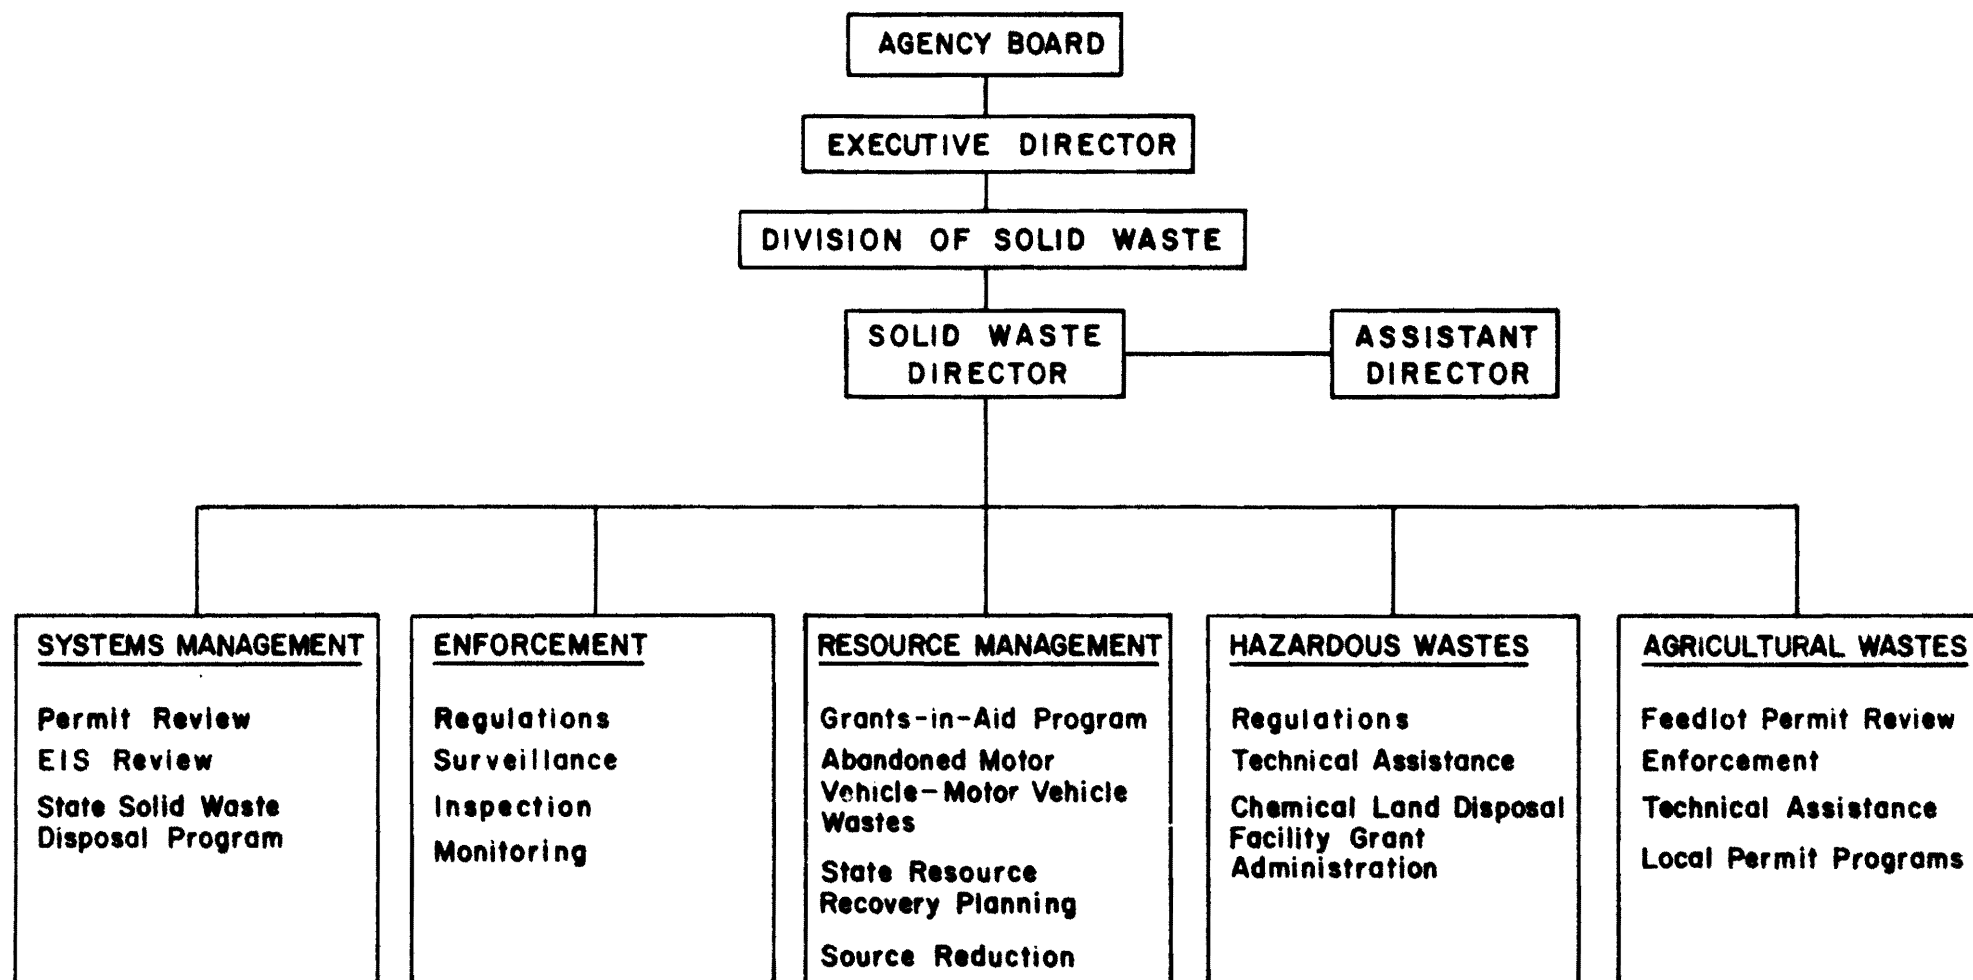 AGENCY BOARD
EXECUTIVE DIRECTOR
DIVISION OF SOLID WASTE
SOLID WASTE
DIRECTOR
ASSISTANT
DIRECTOR
SYSTEMS MANAGEMENT
Permit Review
EIS Review
State Solid Waste
Disposal Program
ENFORCEMENT
Regulations
Surveillance
Inspection
Monitoring
RESOURCE MANAGEMENT
Grants-in-Aid Program
Abandoned Motor
Vehicle-Motor Vehicle
Wastes
State Resource
Recovery Planning
Source Reduction
HAZARDOUS WASTES
Regulations
Technical Assistance
Chemical Land Disposal
Facility Grant
Administration
AGRICULTURAL WASTES
Feedlot Permit Review
Enforcement
Technical Assistance
Local Permit Programs